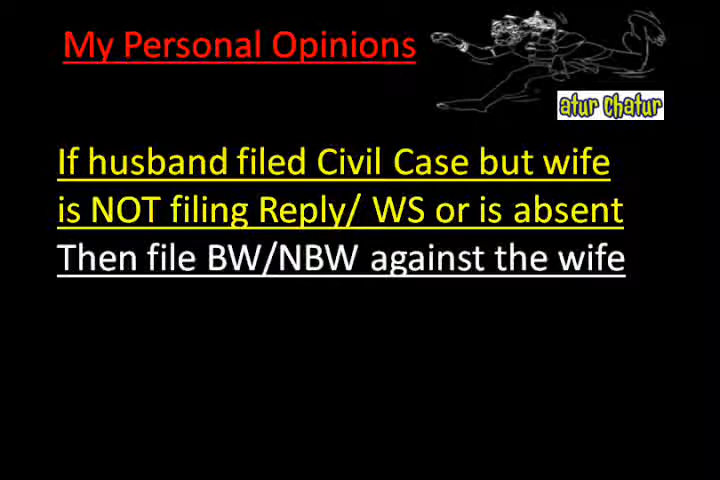 My Personal Opinions
atur chatur
If husband filed Civil Case but wife
is NOT filing Reply/ WS or is absent
Then file BW/NBW against the wife